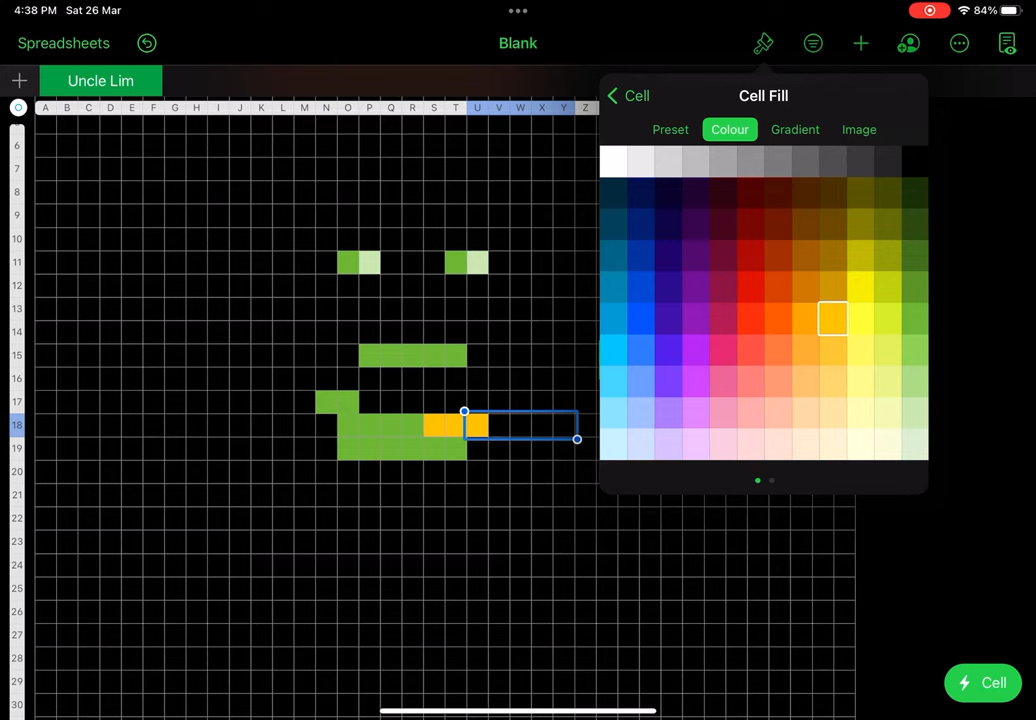 4:38 PM Sat 26 Mar
84%
Spreadsheets
Blank
Uncle Lim
A B C D E F G H I J K L M N O P Q R S T U V W X Y Z
6
7
8
9
10
11
12
13
14
15
16
17
18
19
20
21
22
23
24
25
26
27
28
29
30
Cell
Cell Fill
Preset Colour Gradient Image
Cell